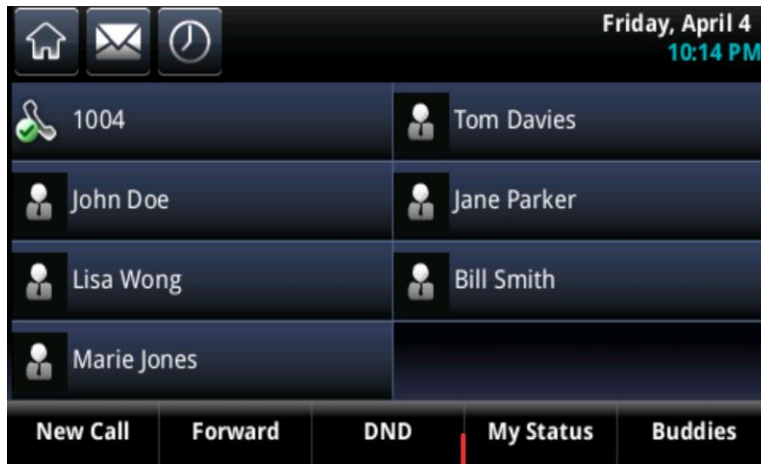 Friday, April 4
10:14 PM
1004
Tom Davies
John Doe
Jane Parker
Lisa Wong
Bill Smith
Marie Jones
New Call Forward DND My Status Buddies